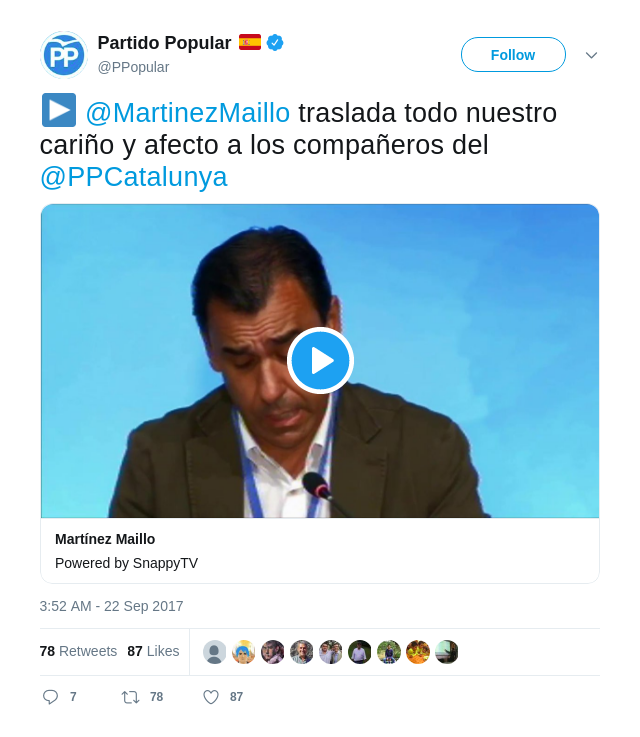 PP
Partido Popular
@PPopular
Follow
@MartinezMaillo traslada todo nuestro
cariño y afecto a los compañeros del
@PPCatalunya
Martínez Maillo
Powered by SnappyTV
3:52 AM - 22 Sep 2017
78 Retweets 87 Likes
7 78 87